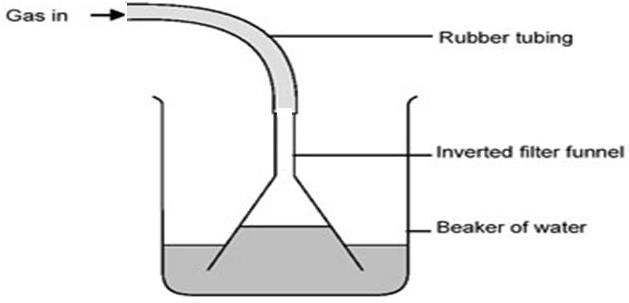 Gas in
Rubber tubing
Inverted filter funnel
Beaker of water